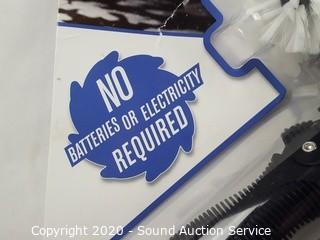 NO
BATTERIES OR ELECTRICITY
REQUIRED
Copyright 2020 - Sound Auction Service